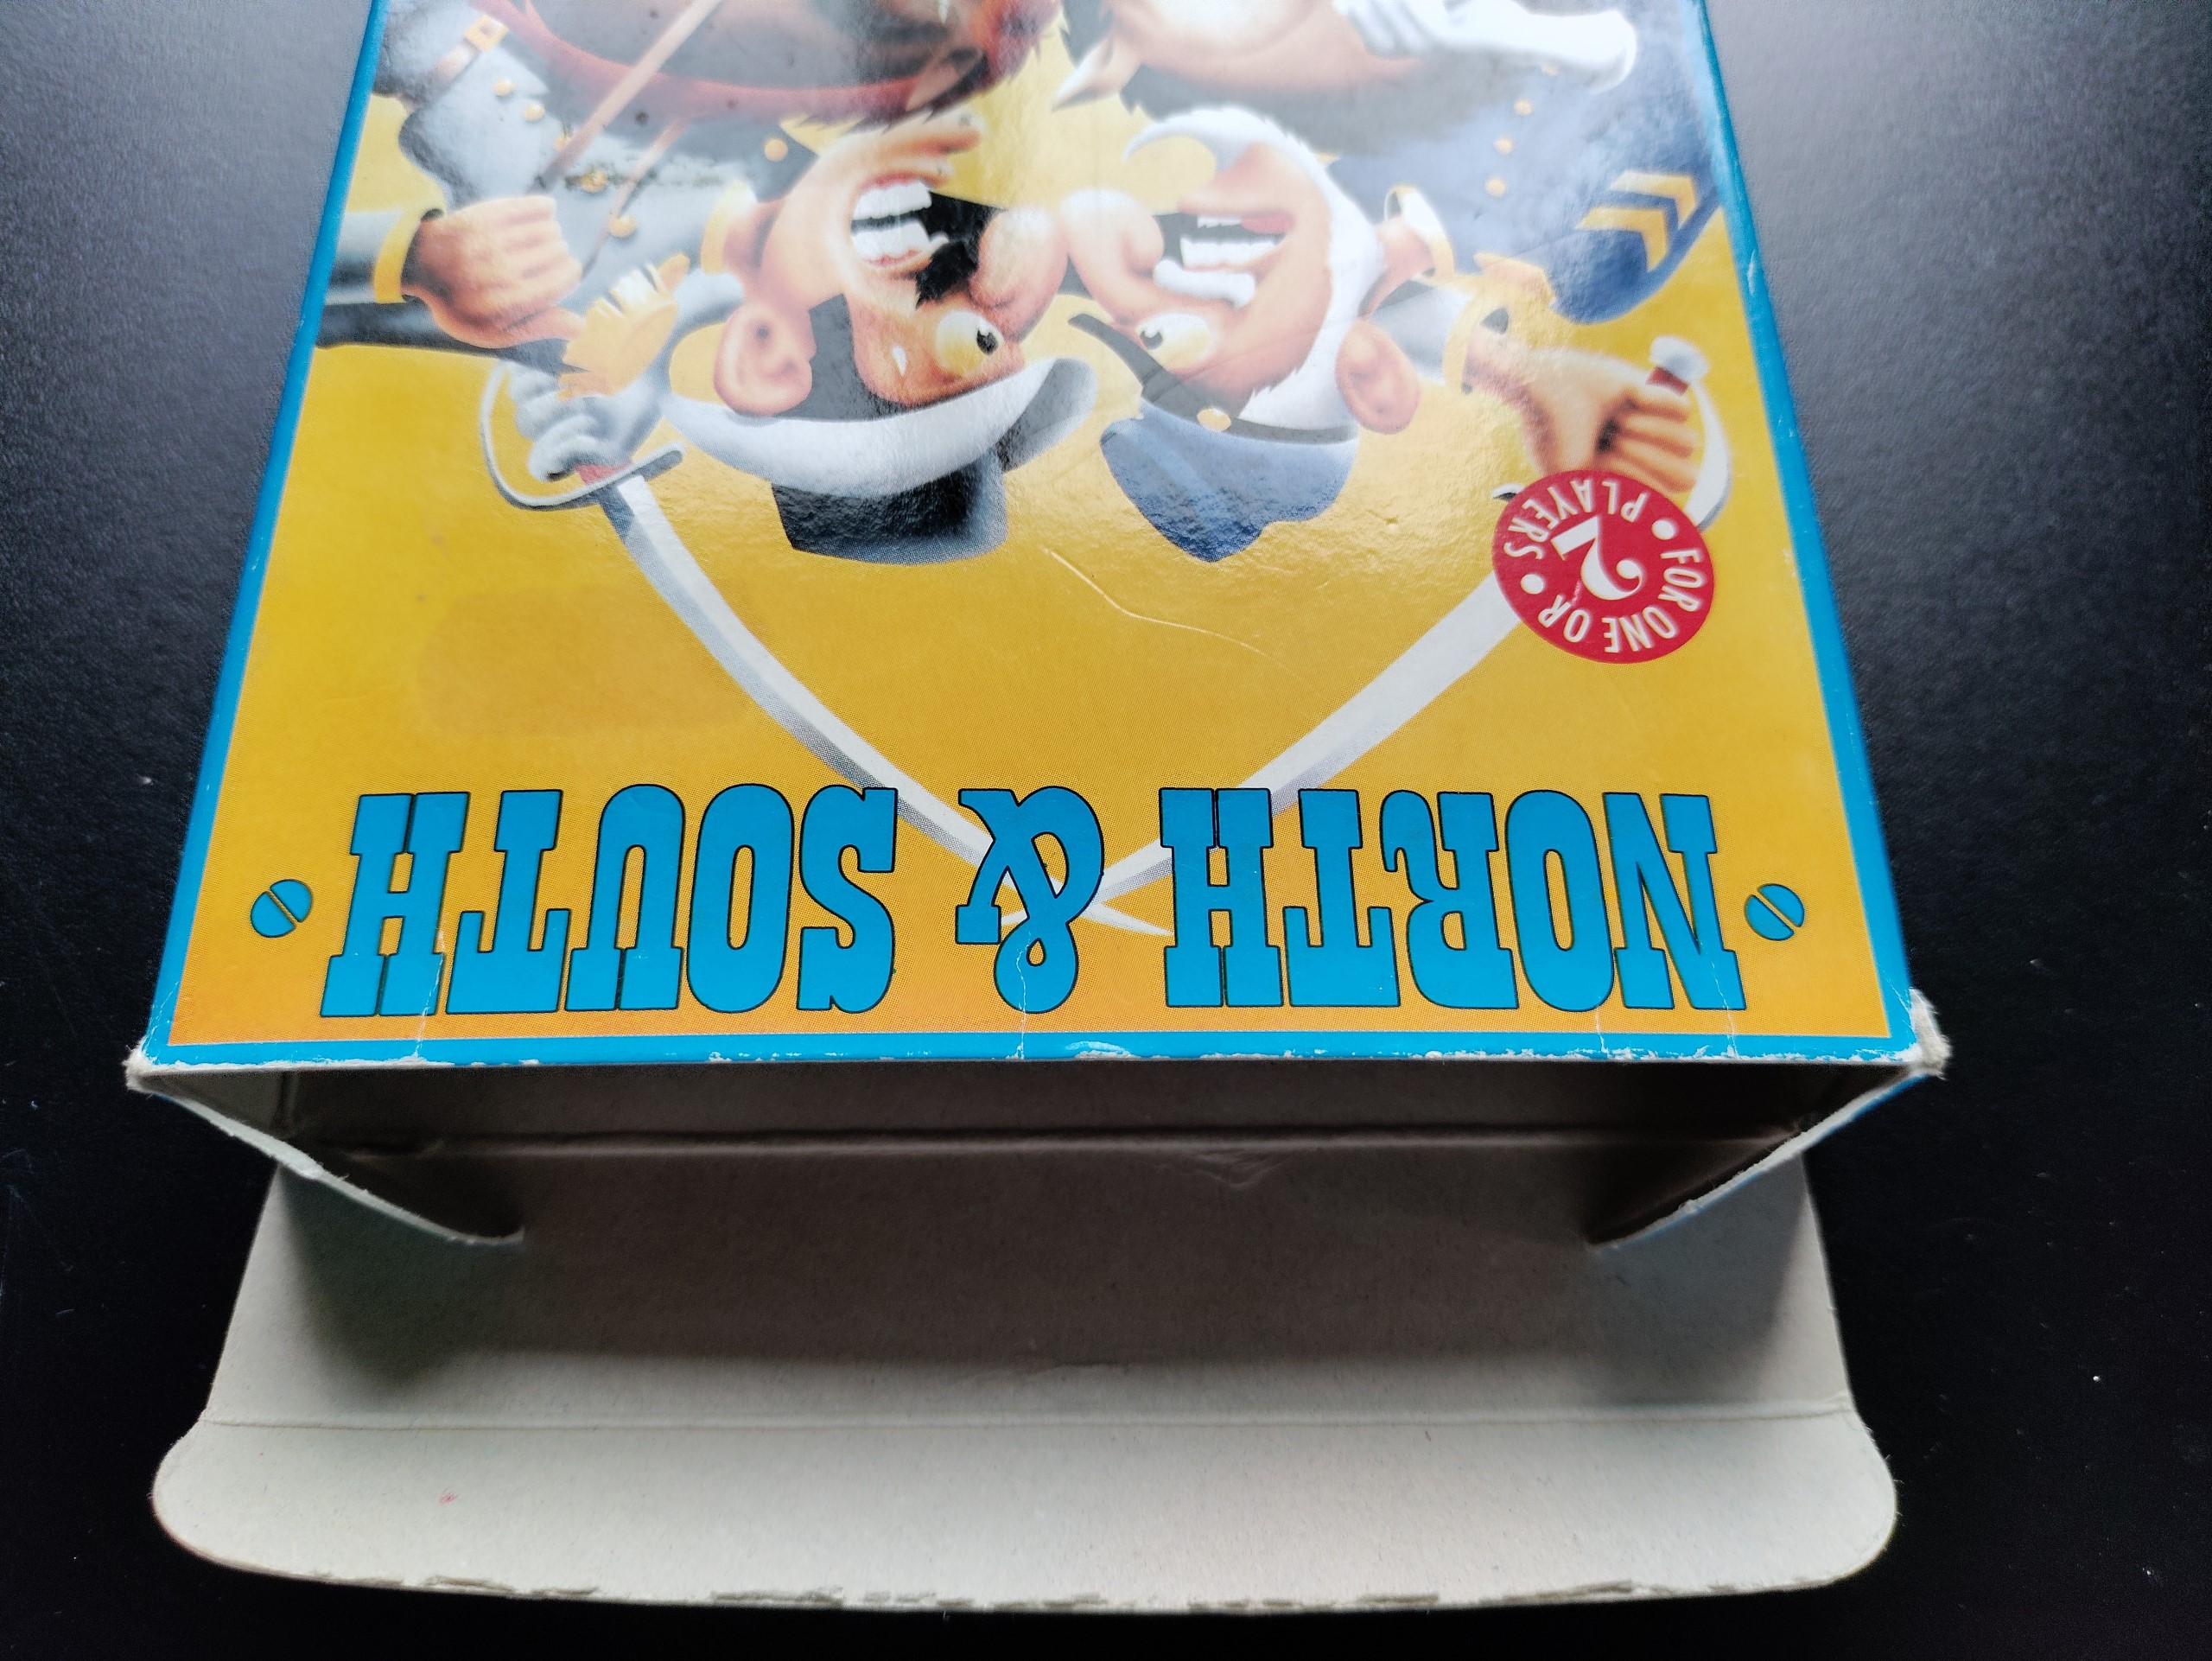 FOR ONE OR
2
PLAYERS
NORTH & SOUTH